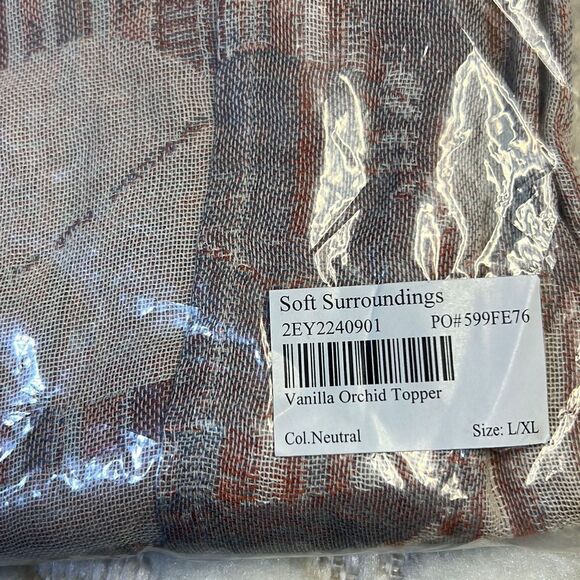 Soft Surroundings
2EY2240901 PO#599FE76
Vanilla Orchid Topper
Col.Neutral Size: L/XL